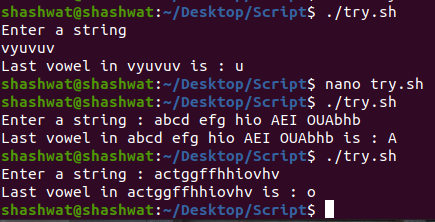 shashwat@shashwat:~/Desktop/Script$ ./try.sh
Enter a string
vyuvuv
Last vowel in vyuvuv is : u
shashwat@shashwat:~/Desktop/Script$ nano try.sh
shashwat@shashwat:~/Desktop/Script$ ./try.sh
Enter a string : abcd efg hio AEI OUAbhb
Last vowel in abcd efg hio AEI OUAbhb is : A
shashwat@shashwat:~/Desktop/Script$ ./try.sh
Enter a string : actggffhhiovhv
Last vowel in actggffhhiovhv is : o
shashwat@shashwat:~/Desktop/Script$